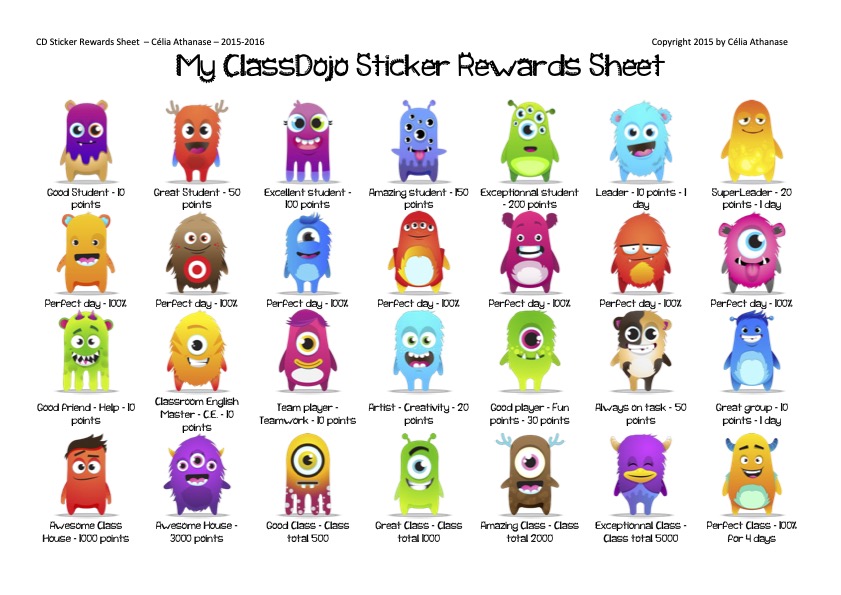 CD Sticker Rewards Sheet – Célia Athanase – 2015-2016
Copyright 2015 by Célia Athanase
My ClassDojo Sticker Rewards Sheet
Good Student - 10
points
Great Student - 50
points
Excellent student -
100 points
Amazing student - 150
points
Exceptionnal student
- 200 points
Leader - 10 points - 1
day
SuperLeader - 20
points - 1 day
Perfect day - 100%
Perfect day - 100%
Perfect day - 100%
Perfect day - 100%
Perfect day - 100%
Perfect day - 100%
Perfect day - 100%
Good friend - Help - 10
points
Classroom English
Master - C.E. - 10
points
Team player -
Teamwork - 10 points
Artist - Creativity - 20
points
Good player - Fun
points - 30 points
Always on task - 50
points
Great group - 10
points - 1 day
Awesome Class
House - 1000 points
Awesome House -
3000 points
Good Class - Class
total 500
Great Class - Class
total 1000
Amazing Class - Class
total 2000
Exceptionnal Class -
Class total 5000
Perfect Class - 100%
for 4 days